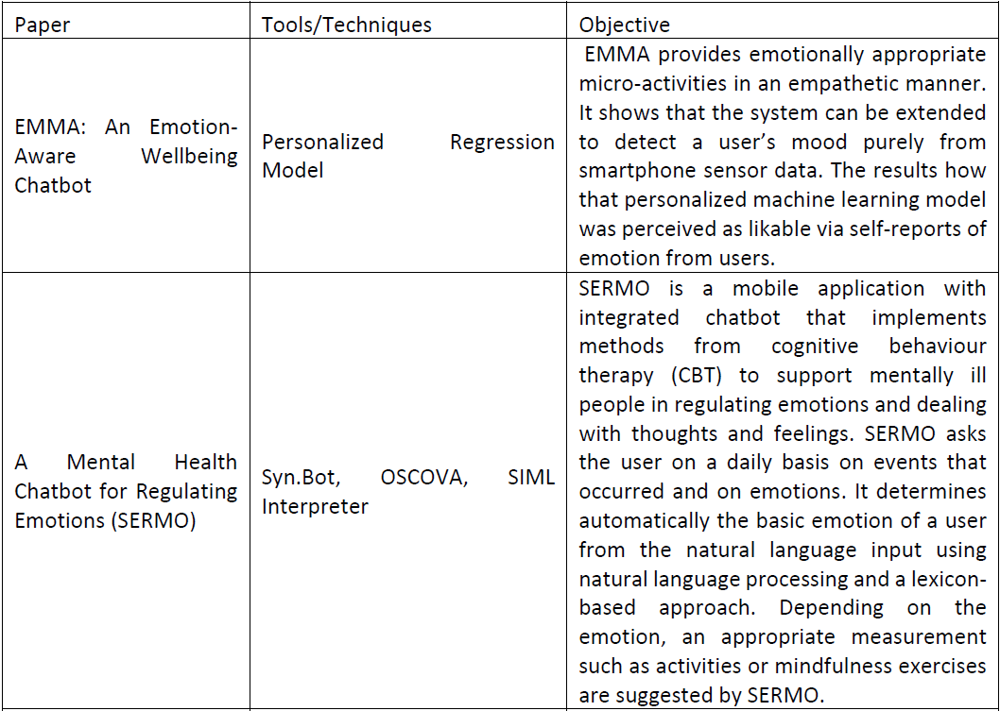 Paper
Tools/Techniques
Objective
EMMA: An Emotion-
Aware Wellbeing
Chatbot
Personalized Regression
Model
EMMA provides emotionally appropriate
micro-activities in an empathetic manner.
It shows that the system can be extended
to detect a user’s mood purely from
smartphone sensor data. The results how
that personalized machine learning model
was perceived as likable via self-reports of
emotion from users.
A Mental Health
Chatbot for Regulating
Emotions (SERMO)
Syn.Bot, OSCOVA, SIML
Interpreter
SERMO is a mobile application with
integrated chatbot that implements
methods from cognitive behaviour
therapy (CBT) to support mentally ill
people in regulating emotions and dealing
with thoughts and feelings. SERMO asks
the user on a daily basis on events that
occurred and on emotions. It determines
automatically the basic emotion of a user
from the natural language input using
natural language processing and a lexicon-
based approach. Depending on the
emotion, an appropriate measurement
such as activities or mindfulness exercises
are suggested by SERMO.